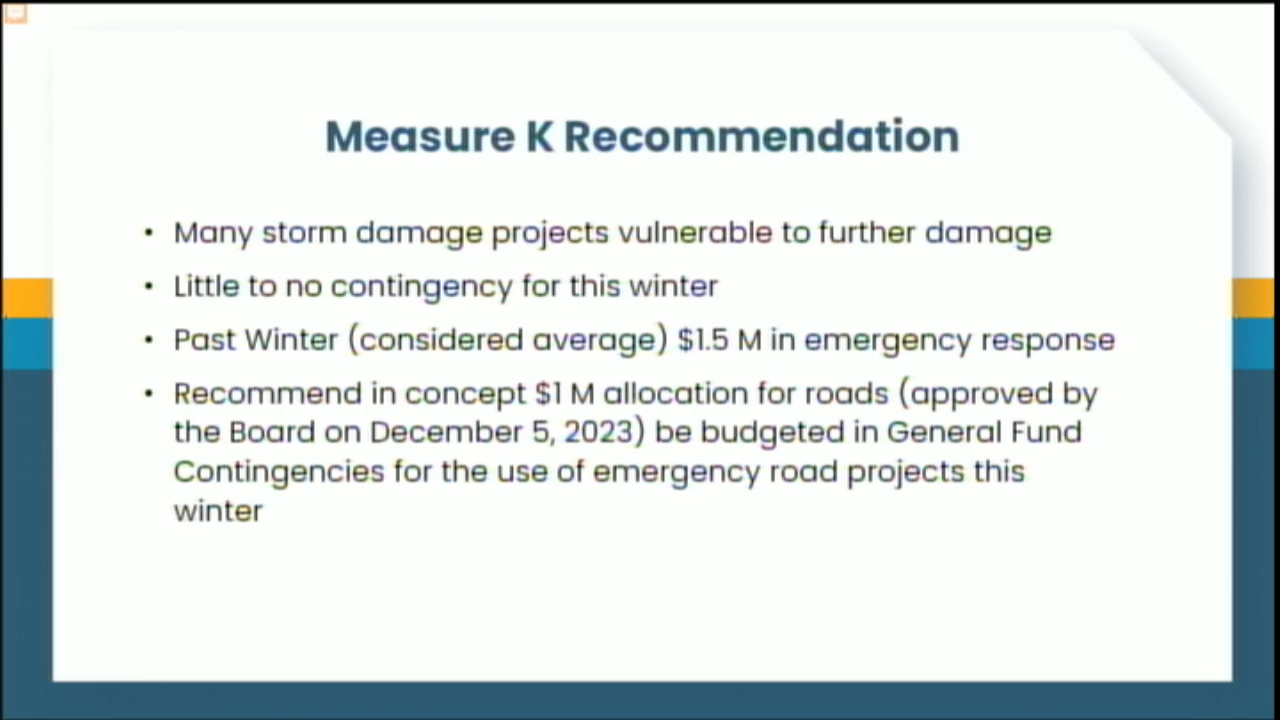 Measure K Recommendation
• Many storm damage projects vulnerable to further damage
• Little to no contingency for this winter
• Past Winter (considered average) $1.5 M in emergency response
• Recommend in concept $1 M allocation for roads (approved by
the Board on December 5, 2023) be budgeted in General Fund
Contingencies for the use of emergency road projects this
winter